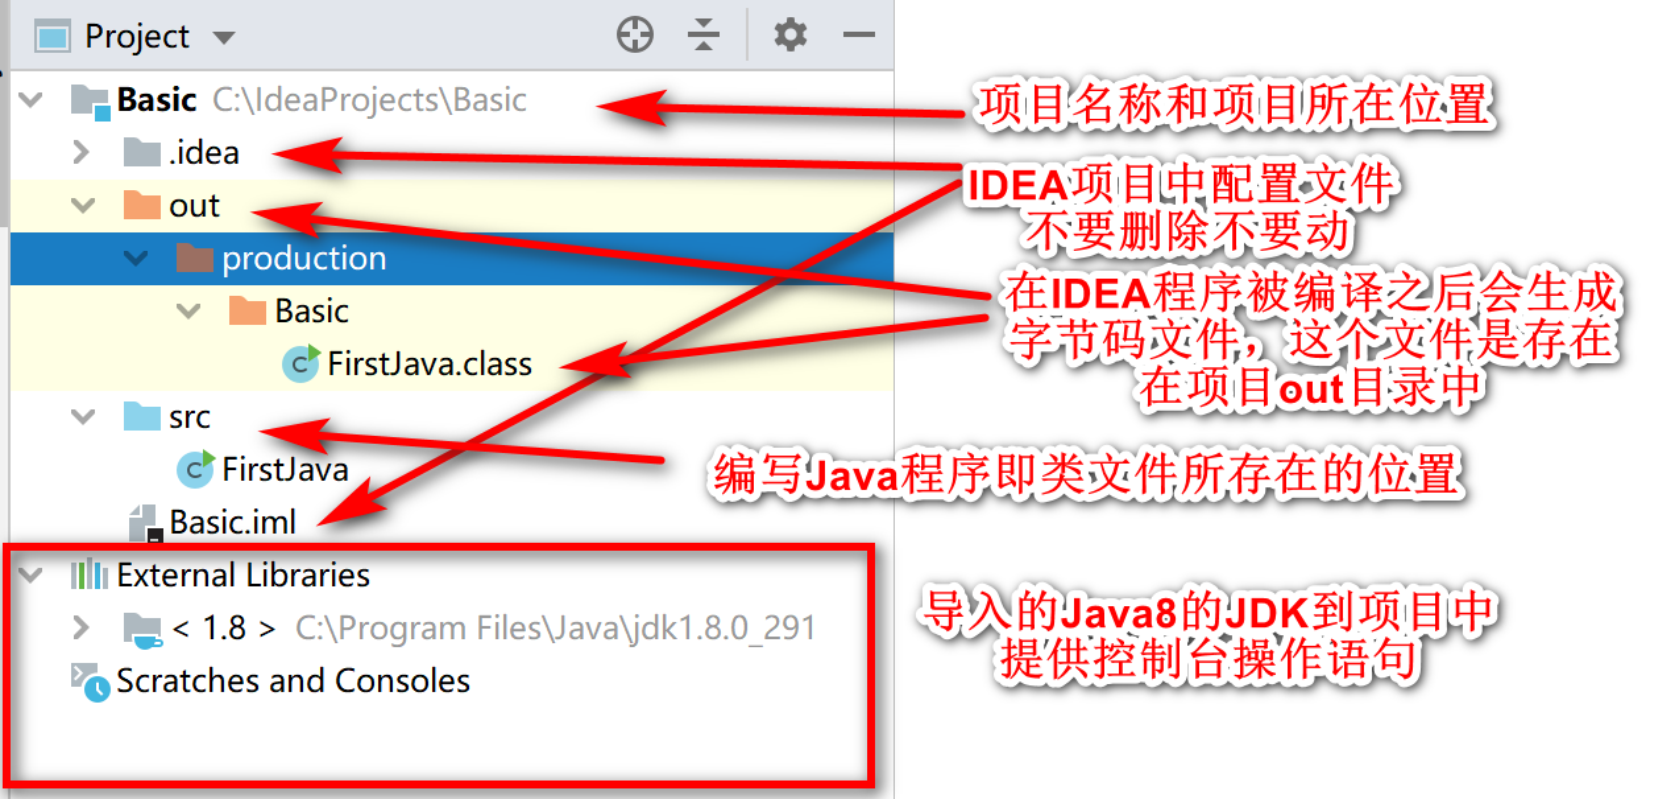 Project
Basic C:\IdeaProjects\Basic
项目名称和项目所在位置
.idea
IDEA项目中配置文件
不要删除不要动
out
production
在IDEA程序被编译之后会生成
字节码文件，这个文件是存在
在项目out目录中
Basic
FirstJava.class
src
编写Java程序即类文件所存在的位置
C FirstJava
Basic.iml
External Libraries
< 1.8 > C:\Program Files\Java\jdk1.8.0_291
导入的Java8的JDK到项目中
提供控制台操作语句
Scratches and Consoles